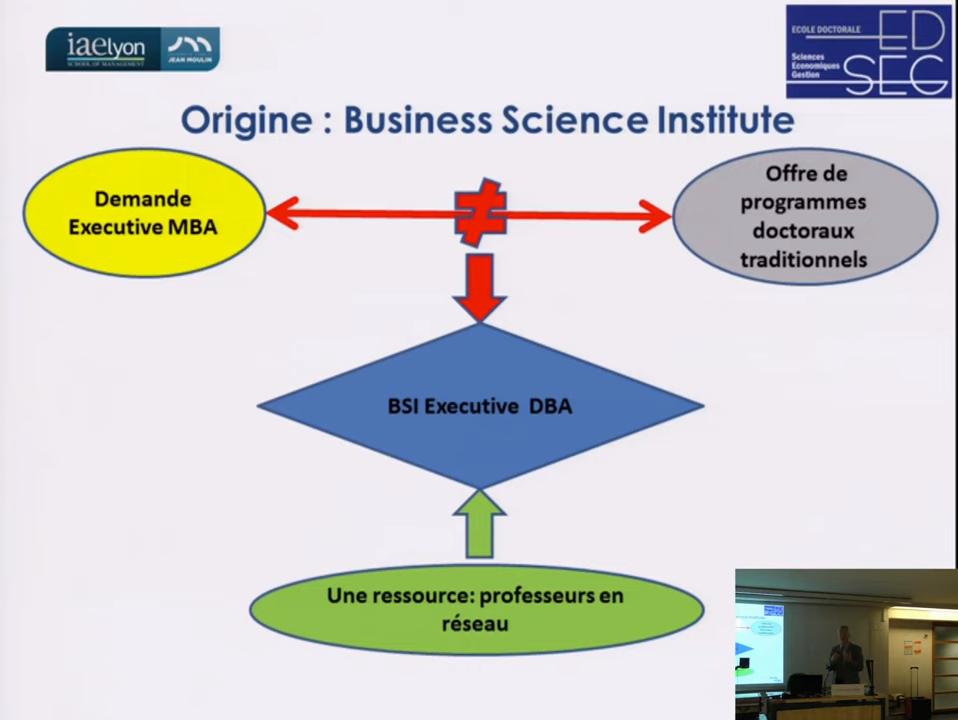 iaelyon
SCHOOL OF MANAGEMENT
JEAN MOULIN
ECOLE DOCTORALE
ED
Sciences
Economiques
Gestion
SEG
Origine : Business Science Institute
Demande
Executive MBA
≠
Offre de
programmes
doctoraux
traditionnels
BSI Executive DBA
Une ressource: professeurs en
réseau